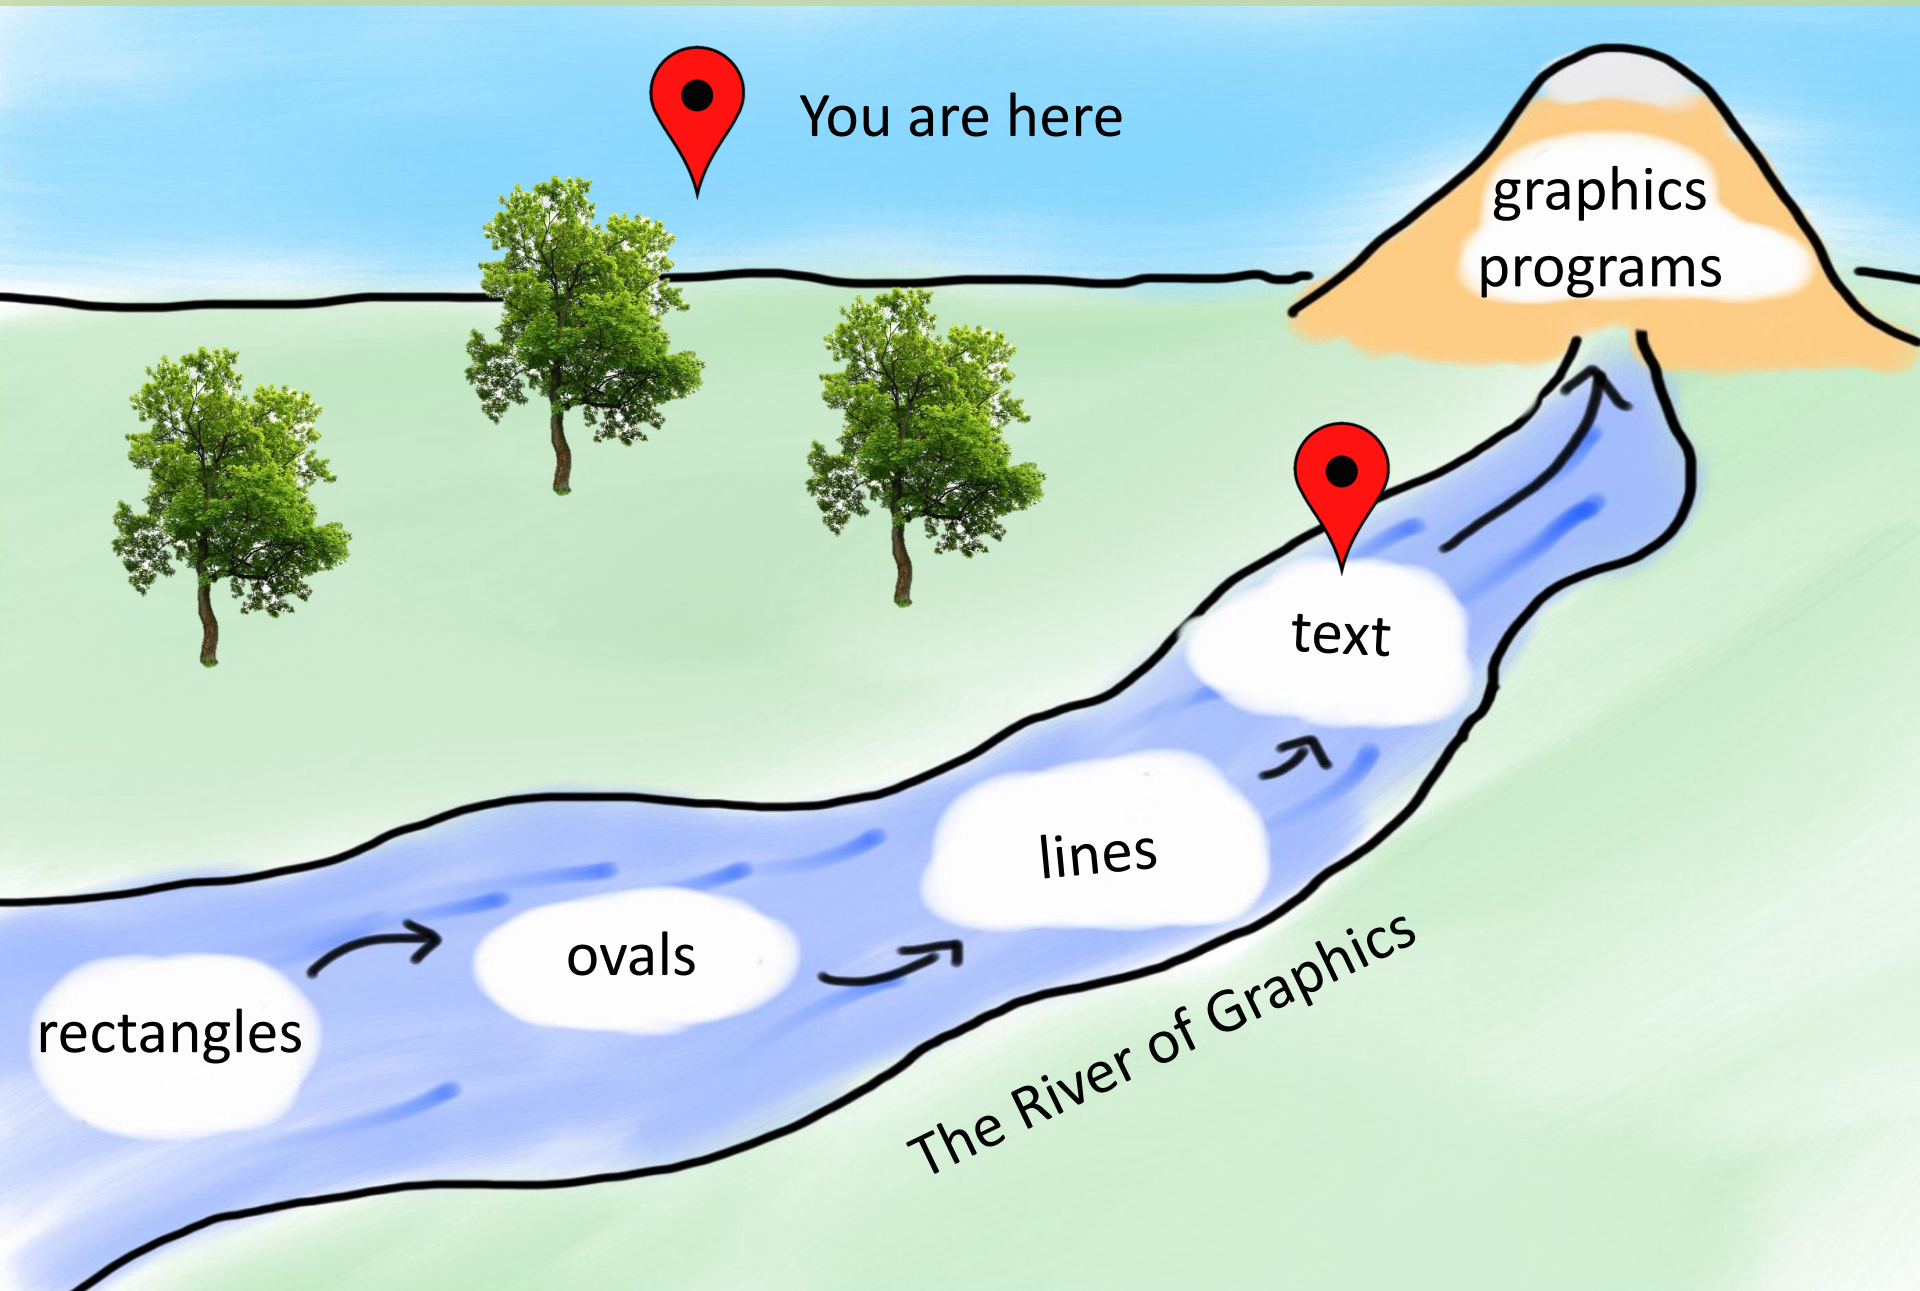 You are here
graphics
programs
text
lines
ovals
rectangles
The River of Graphics